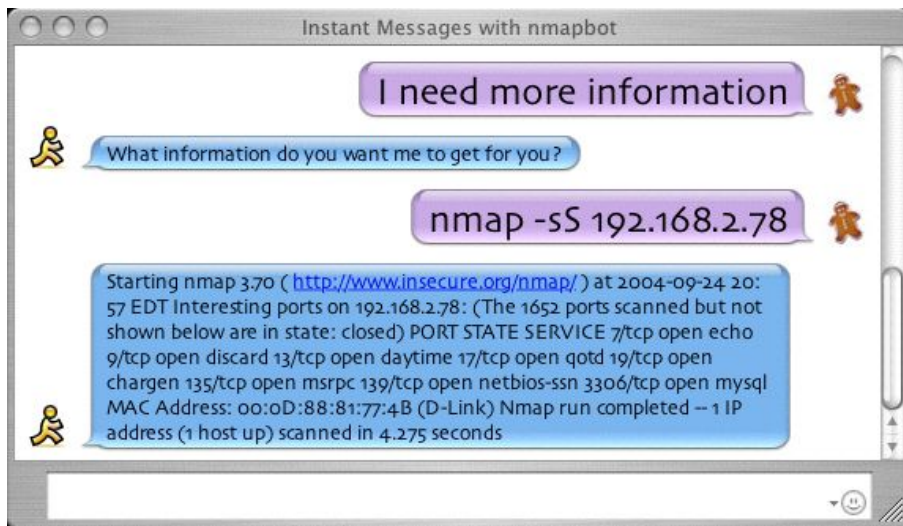 Instant Messages with nmapbot
I need more information
What information do you want me to get for you?
nmap -sS 192.168.2.78
Starting nmap 3.70 ( http://www.insecure.org/nmap/ ) at 2004-09-24 20:
57 EDT Interesting ports on 192.168.2.78: (The 1652 ports scanned but not
shown below are in state: closed) PORT STATE SERVICE 7/tcp open echo
9/tcp open discard 13/tcp open daytime 17/tcp open qotd 19/tcp open
chargen 135/tcp open msrpc 139/tcp open netbios-ssn 3306/tcp open mysql
MAC Address: 00:0D:88:81:77:4B (D-Link) Nmap run completed -- 1 IP
address (1 host up) scanned in 4.275 seconds